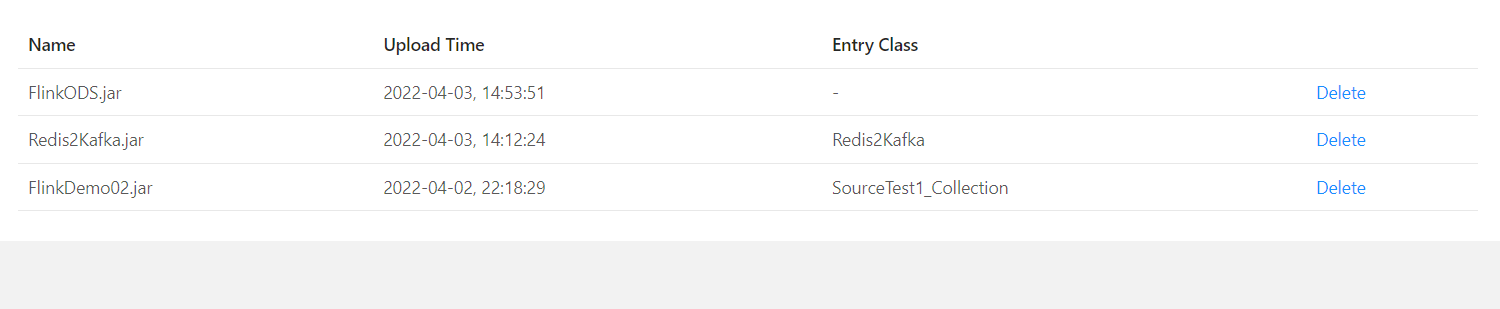 Name Upload Time Entry Class
FlinkODS.jar 2022-04-03, 14:53:51 - Delete
Redis2Kafka.jar 2022-04-03, 14:12:24 Redis2Kafka Delete
FlinkDemo02.jar 2022-04-02, 22:18:29 SourceTest1_Collection Delete